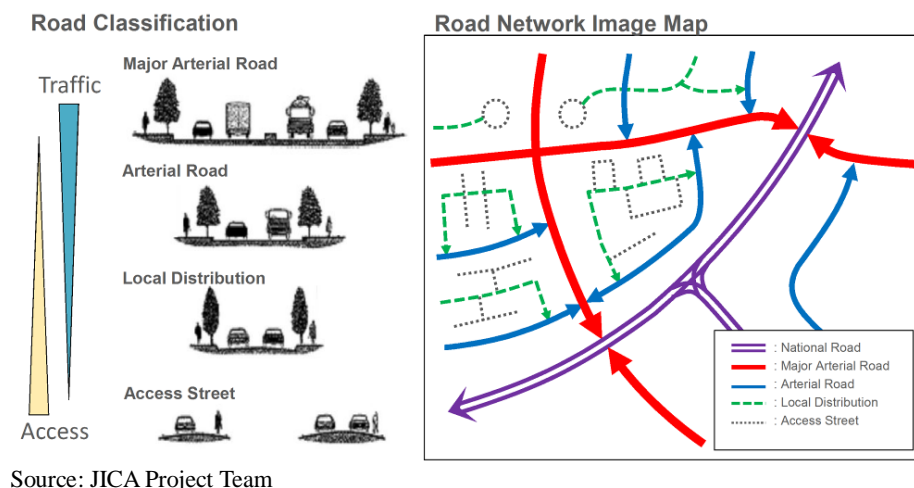 Road Classification
Traffic
Access
Major Arterial Road
Arterial Road
Local Distribution
Access Street
Road Network Image Map
: National Road
: Major Arterial Road
: Arterial Road
: Local Distribution
: Access Street
Source: JICA Project Team